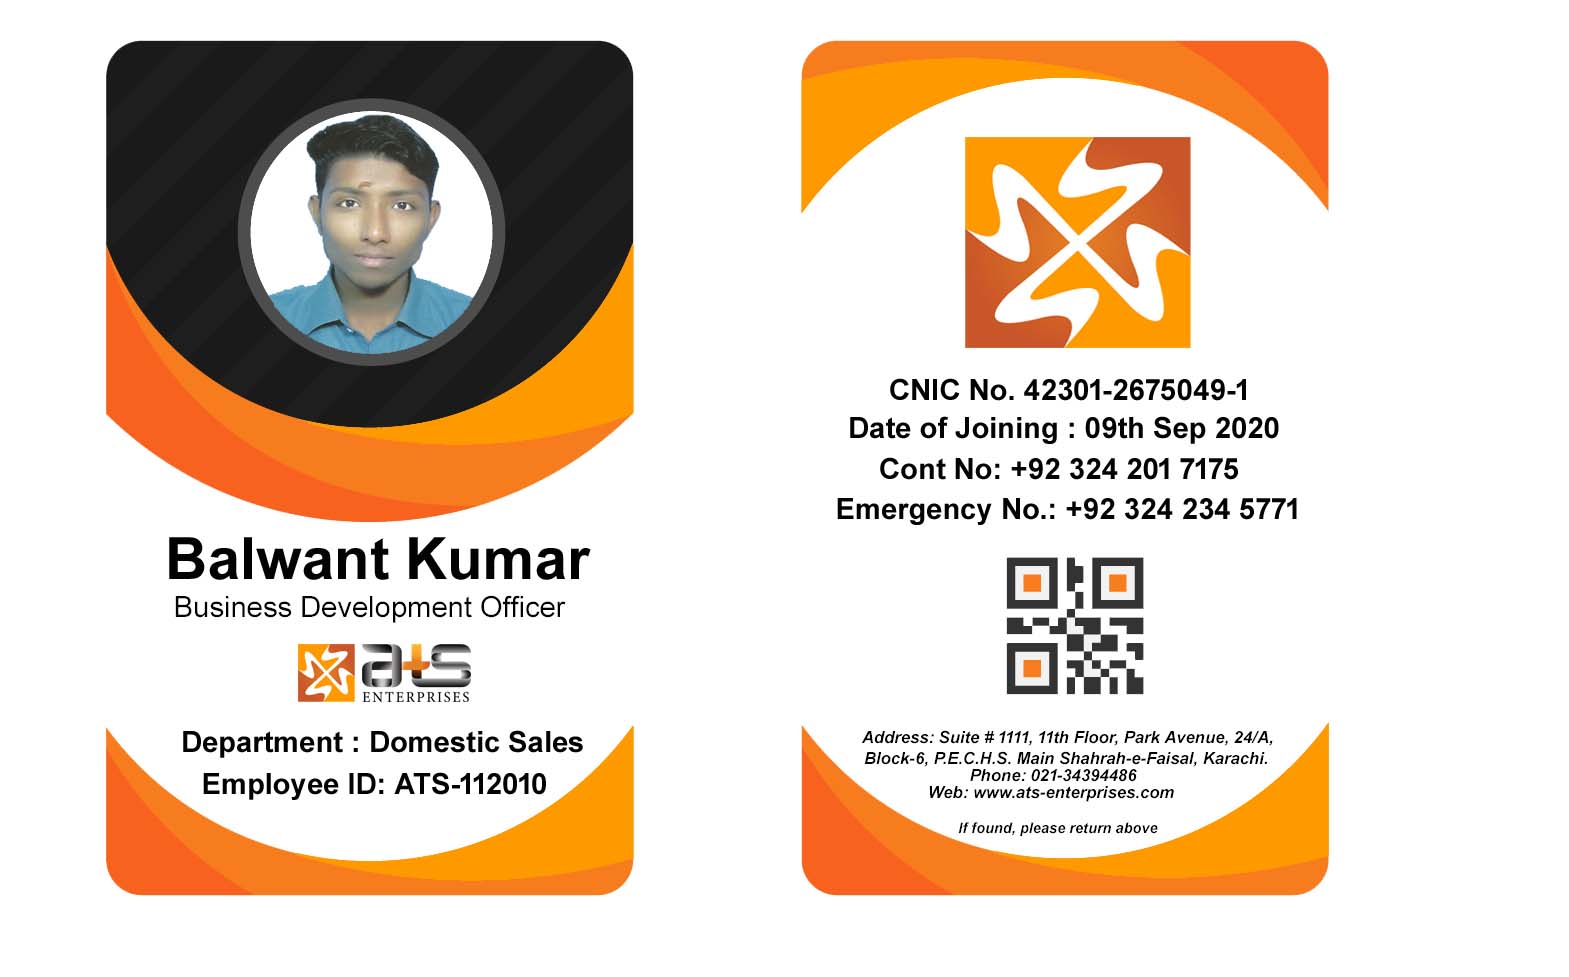 Balwant Kumar
Business Development Officer
ats
ENTERPRISES
Department : Domestic Sales
Employee ID: ATS-112010
CNIC No. 42301-2675049-1
Date of Joining : 09th Sep 2020
Cont No: +92 324 201 7175
Emergency No.: +92 324 234 5771
Address: Suite # 1111, 11th Floor, Park Avenue, 24/A,
Block-6, P.E.C.H.S. Main Shahrah-e-Faisal, Karachi.
Phone: 021-34394486
Web: www.ats-enterprises.com
If found, please return above